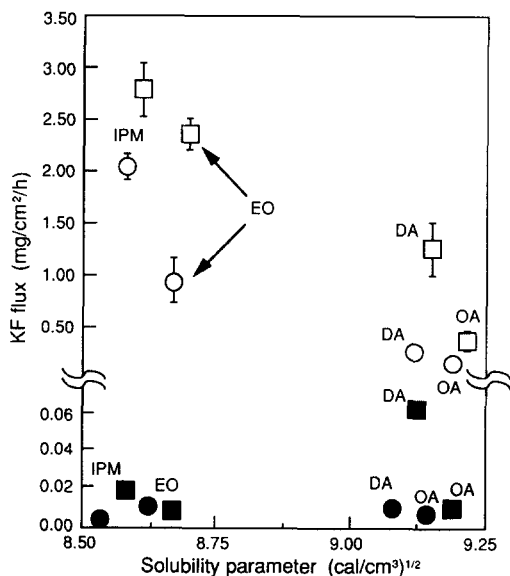 KF flux (mg/cm²/h)
3.50
3.00
2.50
2.00
1.50
1.00
0.50
0.06
0.04
0.02
0.00
IPM
EO
DA
OA
DA
OA
DA
IPM
EO
DA
OA
OA
8.50
8.75
9.00
9.25
Solubility parameter (cal/cm³)¹/²